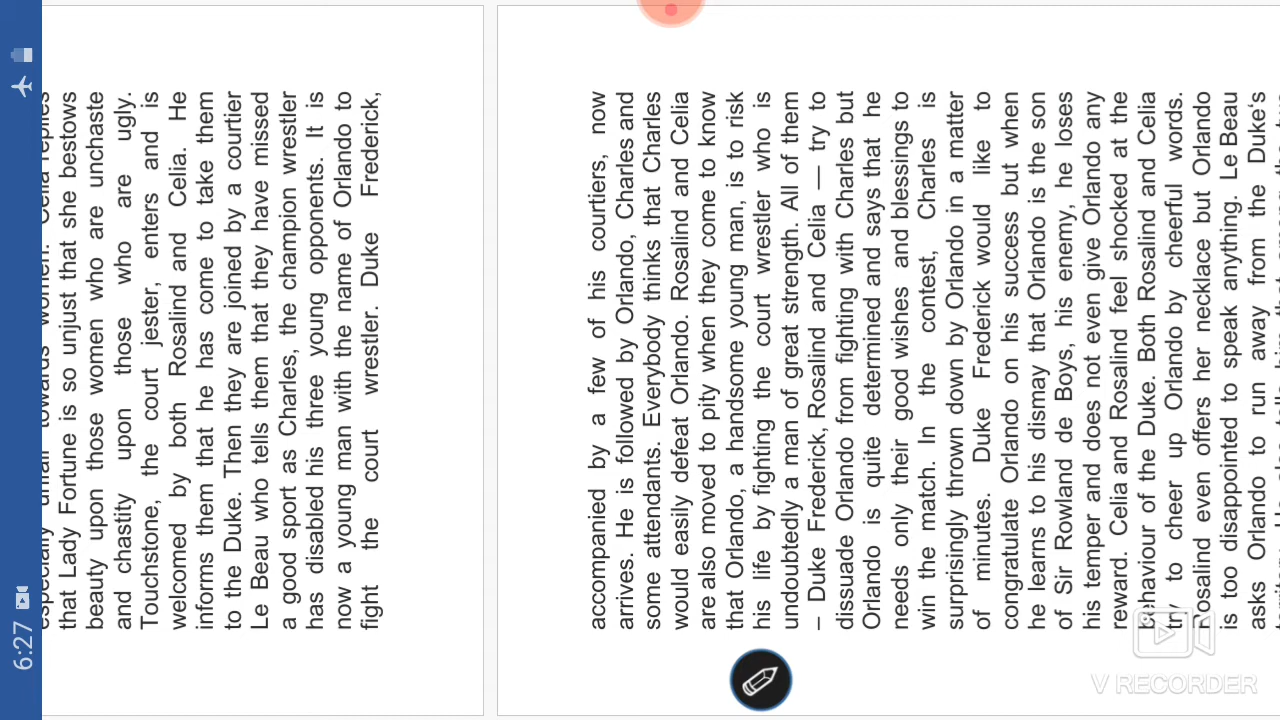 6:27
especially unfair towards women. Celia replies
that Lady Fortune is so unjust that she bestows
beauty upon those women who are unchaste
and chastity upon those who are ugly.
Touchstone, the court jester, enters and is
welcomed by both Rosalind and Celia. He
informs them that he has come to take them
to the Duke. Then they are joined by a courtier
Le Beau who tells them that they have missed
a good sport as Charles, the champion wrestler
has disabled his three young opponents. It is
now a young man with the name of Orlando to
fight the court wrestler. Duke Frederick,
accompanied by a few of his courtiers, now
arrives. He is followed by Orlando, Charles and
some attendants. Everybody thinks that Charles
would easily defeat Orlando. Rosalind and Celia
are also moved to pity when they come to know
that Orlando, a handsome young man, is to risk
his life by fighting the court wrestler who is
undoubtedly a man of great strength. All of them
– Duke Frederick, Rosalind and Celia — try to
dissuade Orlando from fighting with Charles but
Orlando is quite determined and says that he
needs only their good wishes and blessings to
win the match. In the contest, Charles is
surprisingly thrown down by Orlando in a matter
of minutes. Duke Frederick would like to
congratulate Orlando on his success but when
he learns to his dismay that Orlando is the son
of Sir Rowland de Boys, his enemy, he loses
his temper and does not even give Orlando any
reward. Celia and Rosalind feel shocked at the
behaviour of the Duke. Both Rosalind and Celia
try to cheer up Orlando by cheerful words.
Rosalind even offers her necklace but Orlando
is too disappointed to speak anything. Le Beau
asks Orlando to run away from the Duke‘s
V RECORDER